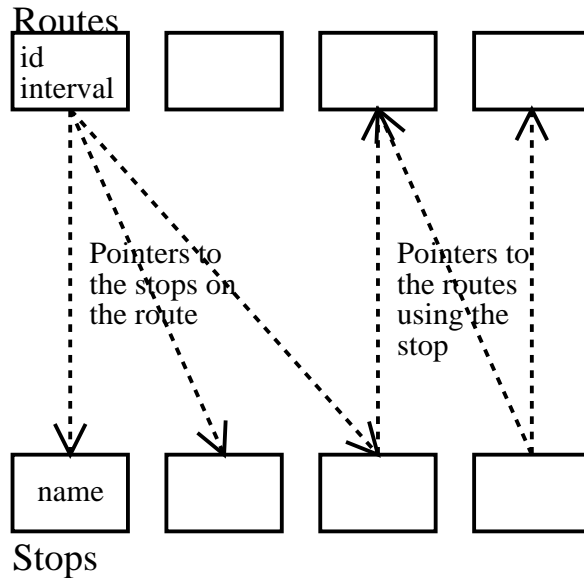 Routes
id
interval
Pointers to
the stops on
the route
Pointers to
the routes
using the
stop
name
Stops